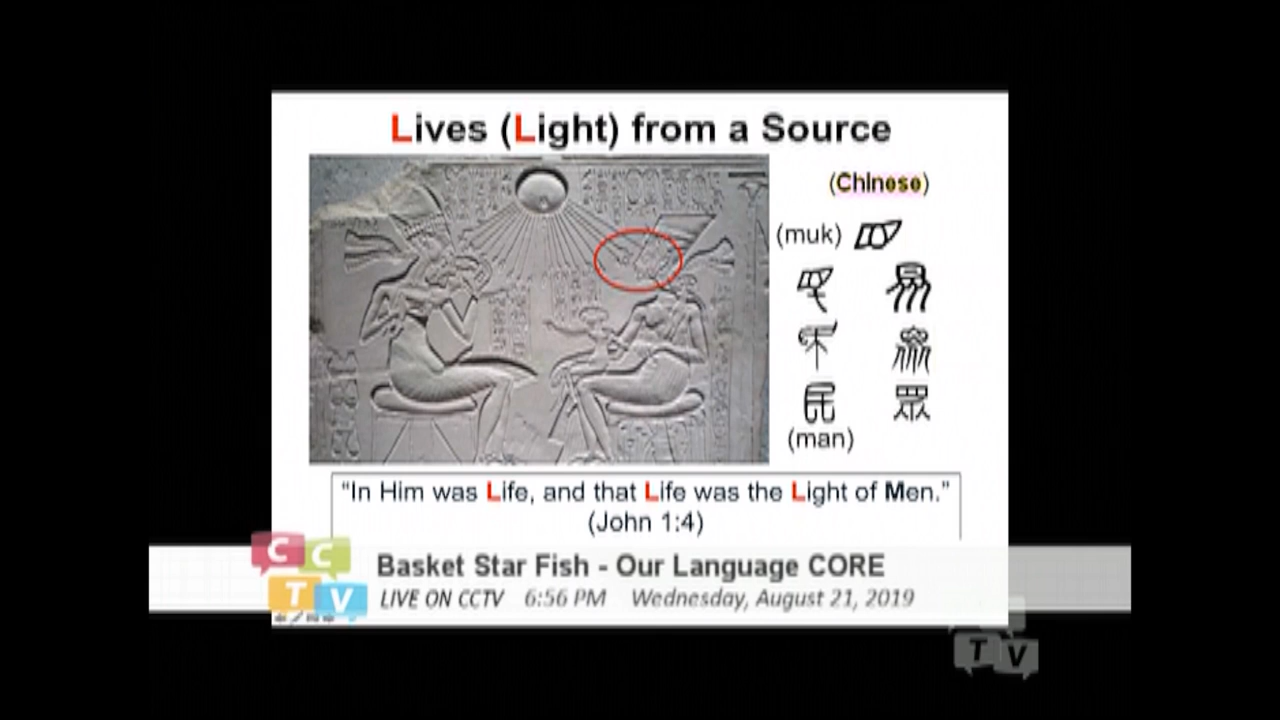 Lives (Light) from a Source
(Chinese)
(muk)
民 眾
(man)
“In Him was Life, and that Life was the Light of Men.”
(John 1:4)
C C
T V
Basket Star Fish - Our Language CORE
LIVE ON CCTV 6:56 PM Wednesday, August 21, 2019
T V